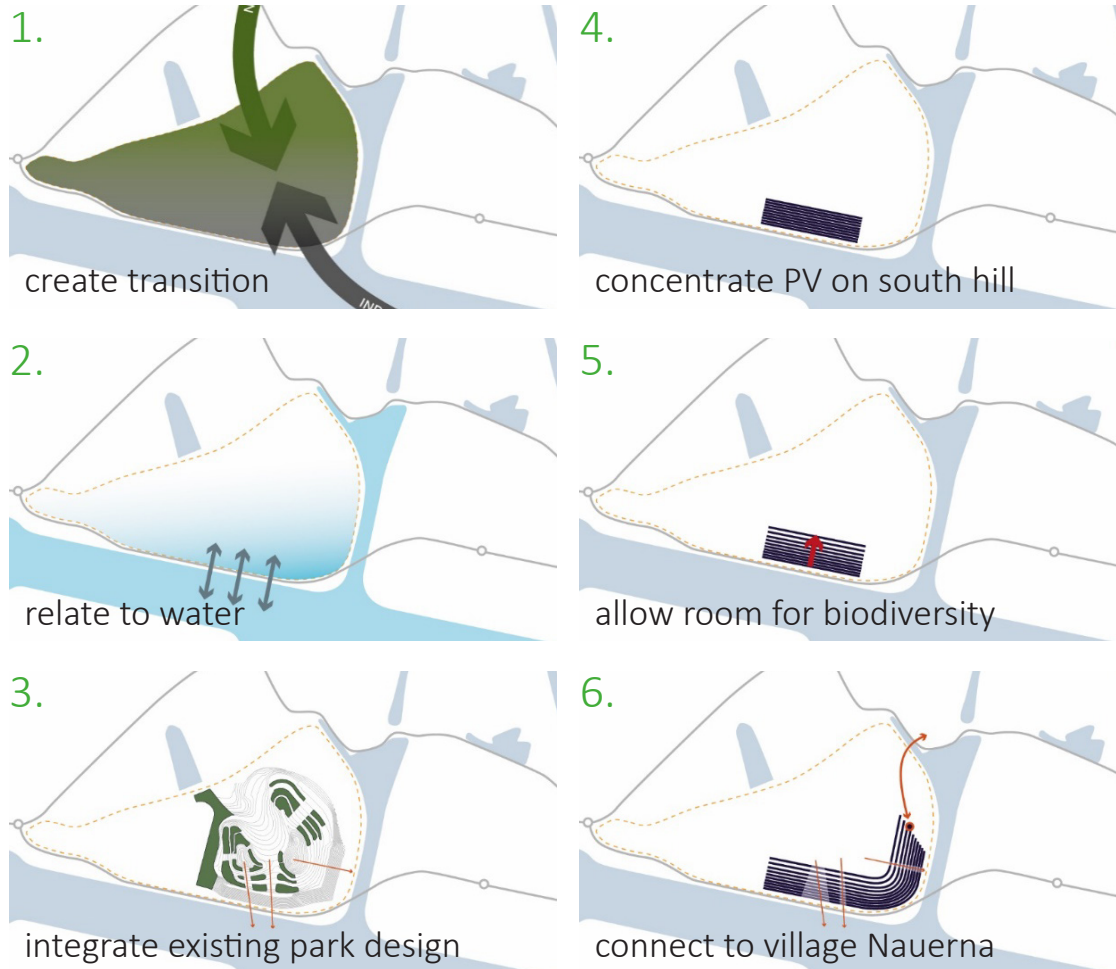 1.
create transition
2.
relate to water
3.
integrate existing park design
4.
concentrate PV on south hill
5.
allow room for biodiversity
6.
connect to village Nauerna